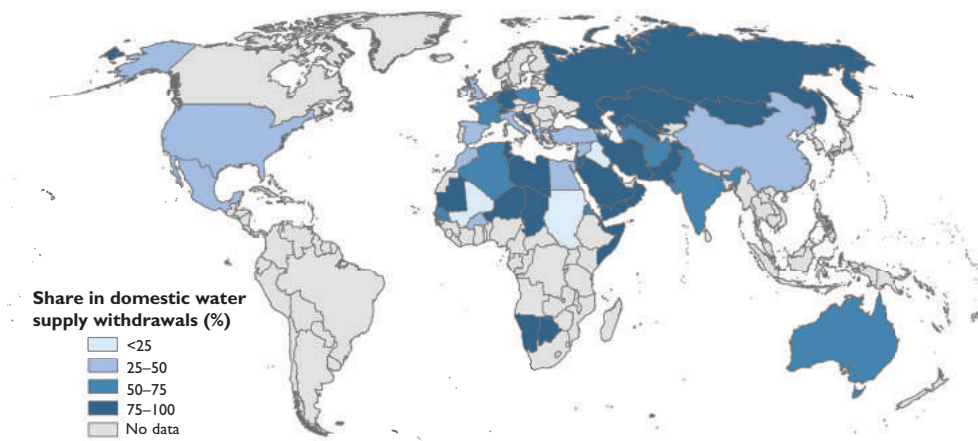 Share in domestic water
supply withdrawals (%)
<25
25–50
50–75
75–100
No data